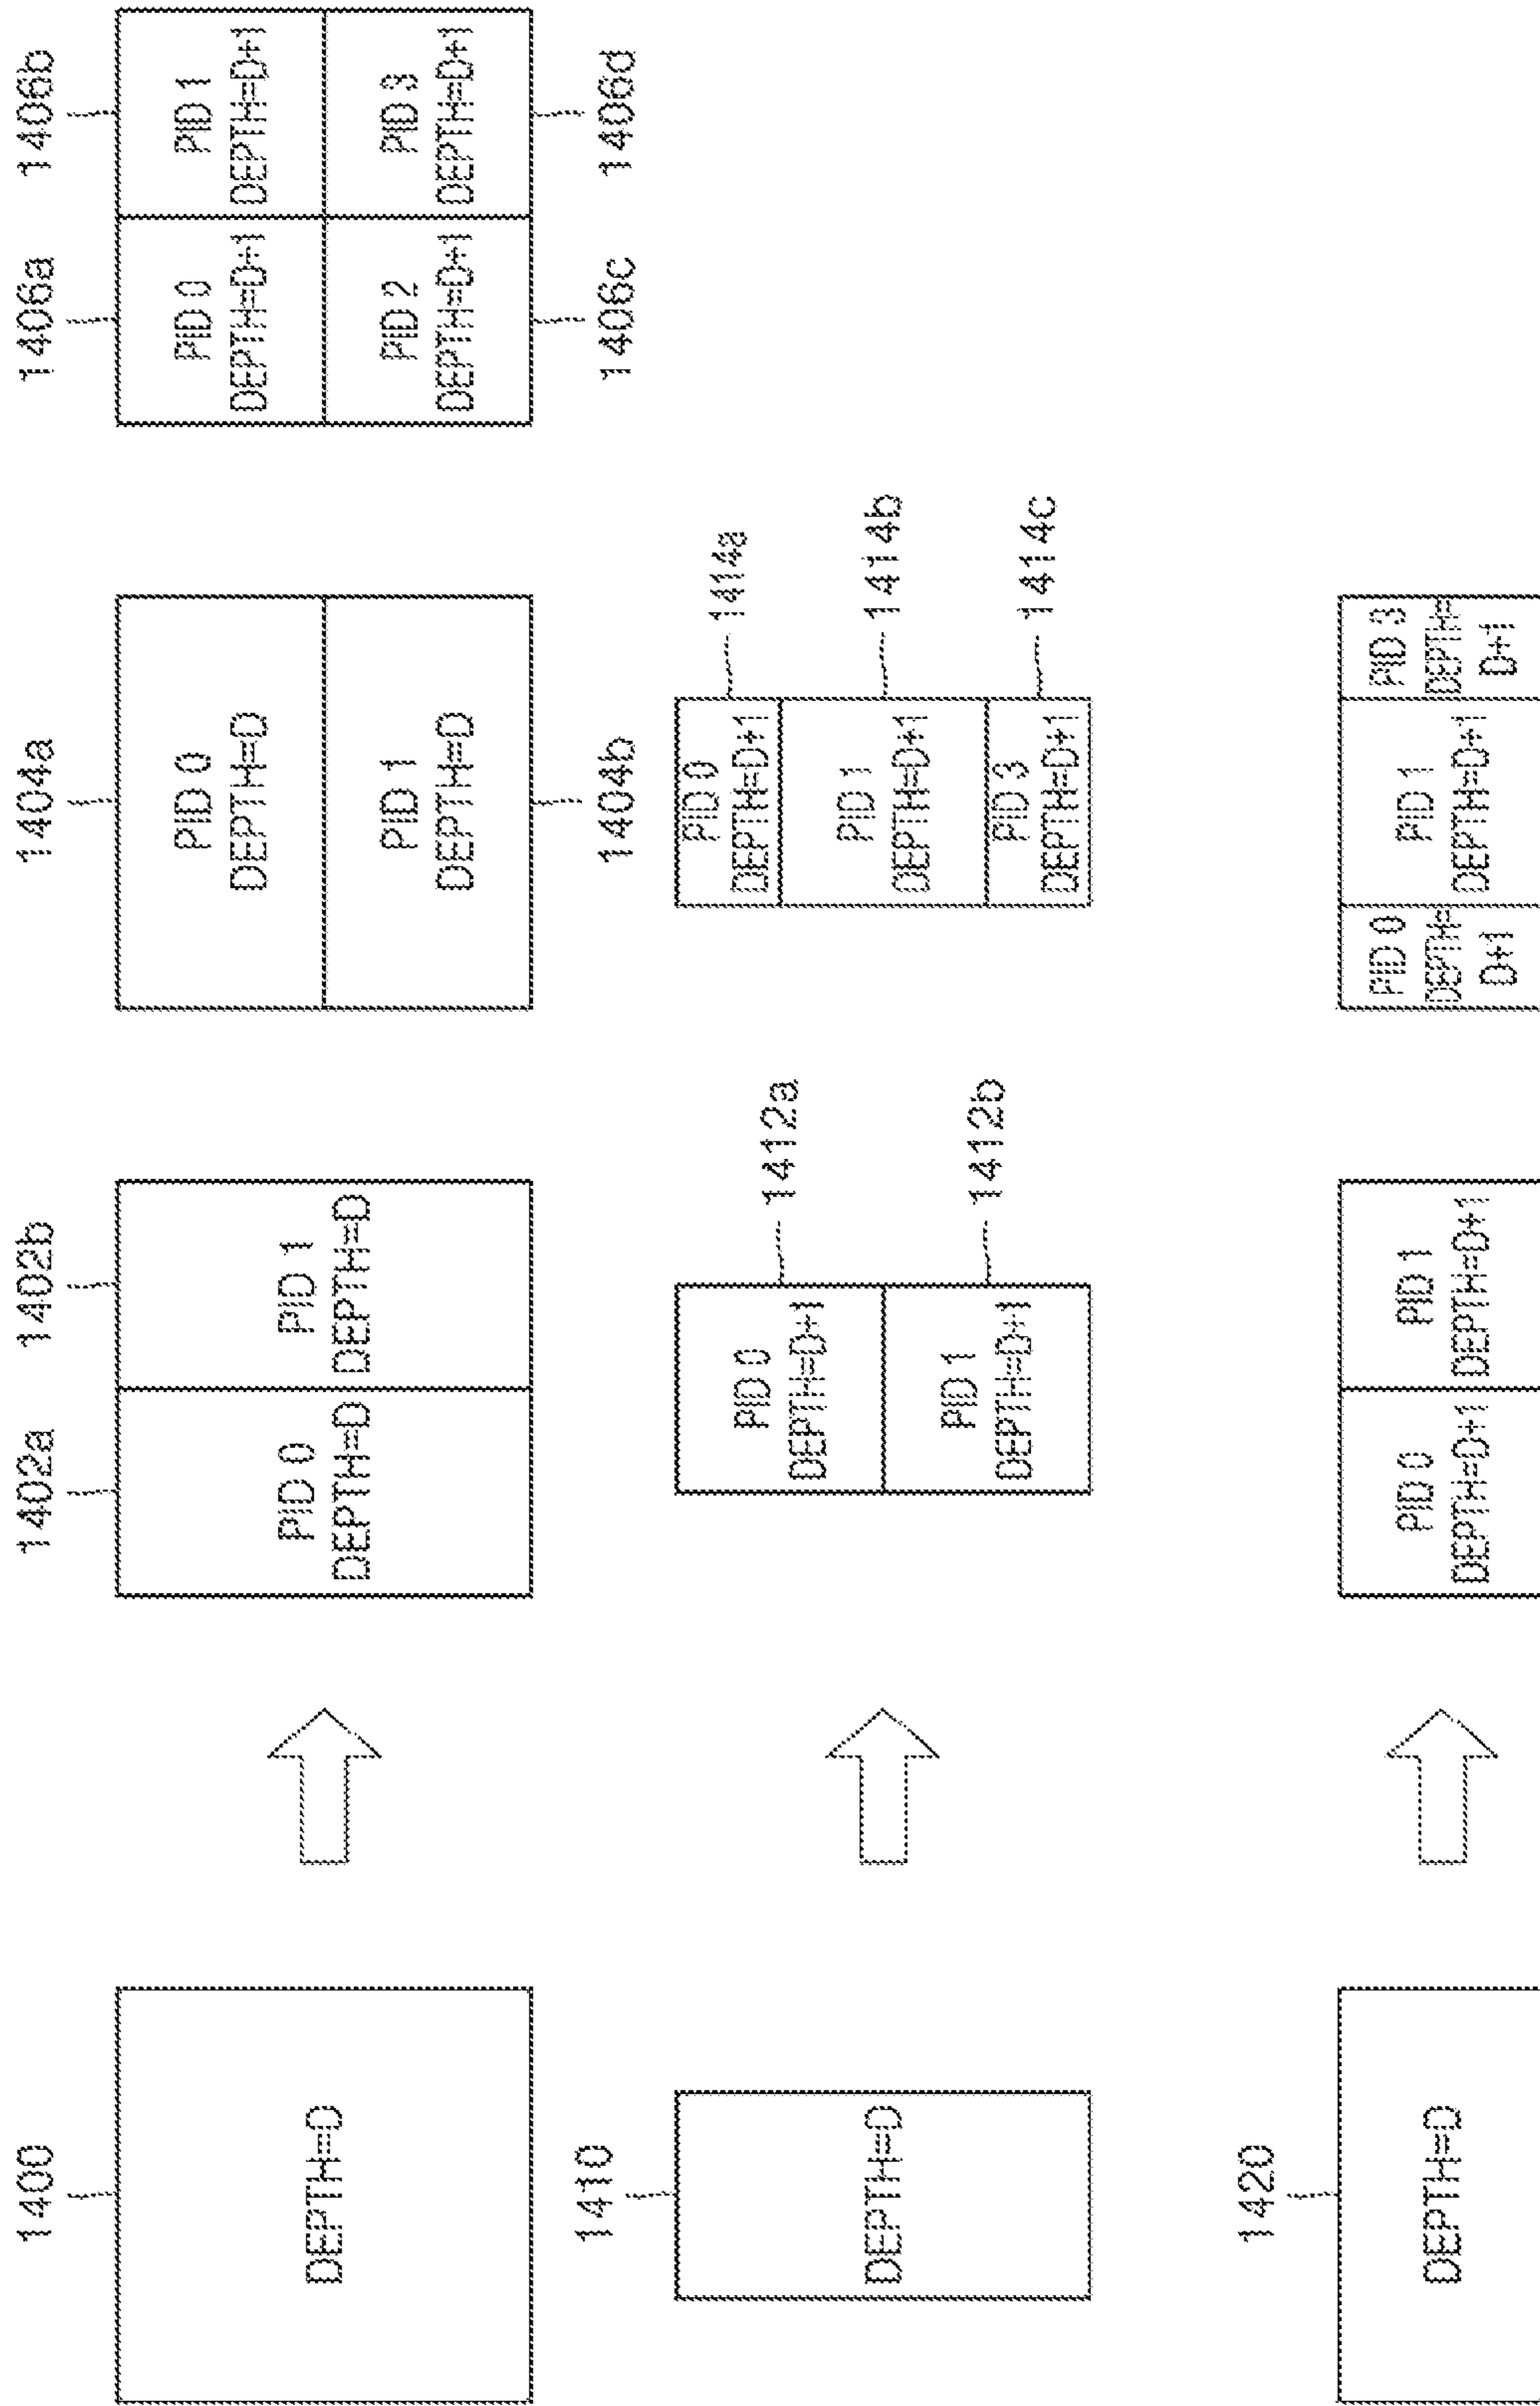 1400
DEPTH=D
1402a
1402b
PID 0
DEPTH=D
PID 1
DEPTH=D
1404a
PID 0
DEPTH=D
PID 1
DEPTH=D
1404b
1406a
1406b
PID 0
DEPTH=D+1
PID 1
DEPTH=D+1
PID 2
DEPTH=D+1
PID 3
DEPTH=D+1
1406c
1406d
1410
DEPTH=D
PID 0
DEPTH=D+1
1412a
PID 1
DEPTH=D+1
1412b
PID 0
DEPTH=D+1
1414a
PID 1
DEPTH=D+1
1414b
PID 3
DEPTH=D+1
1414c
1420
DEPTH=D
PID 0
DEPTH=D+1
PID 1
DEPTH=D+1
PID 0
DEPTH=
D+1
PID 1
DEPTH=D+1
PID 3
DEPTH=
D+1